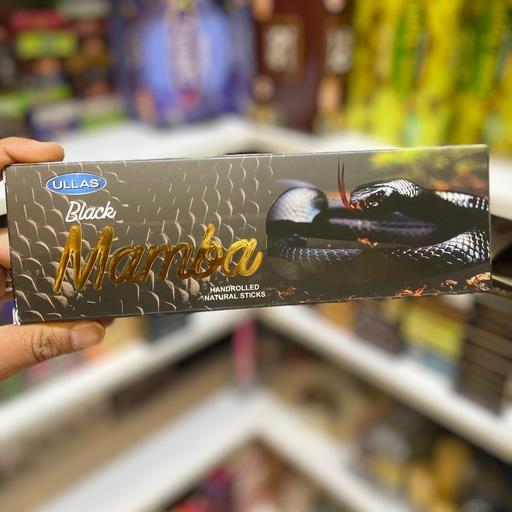 ULLAS
Black
Mamba
HANDROLLED
NATURAL STICKS